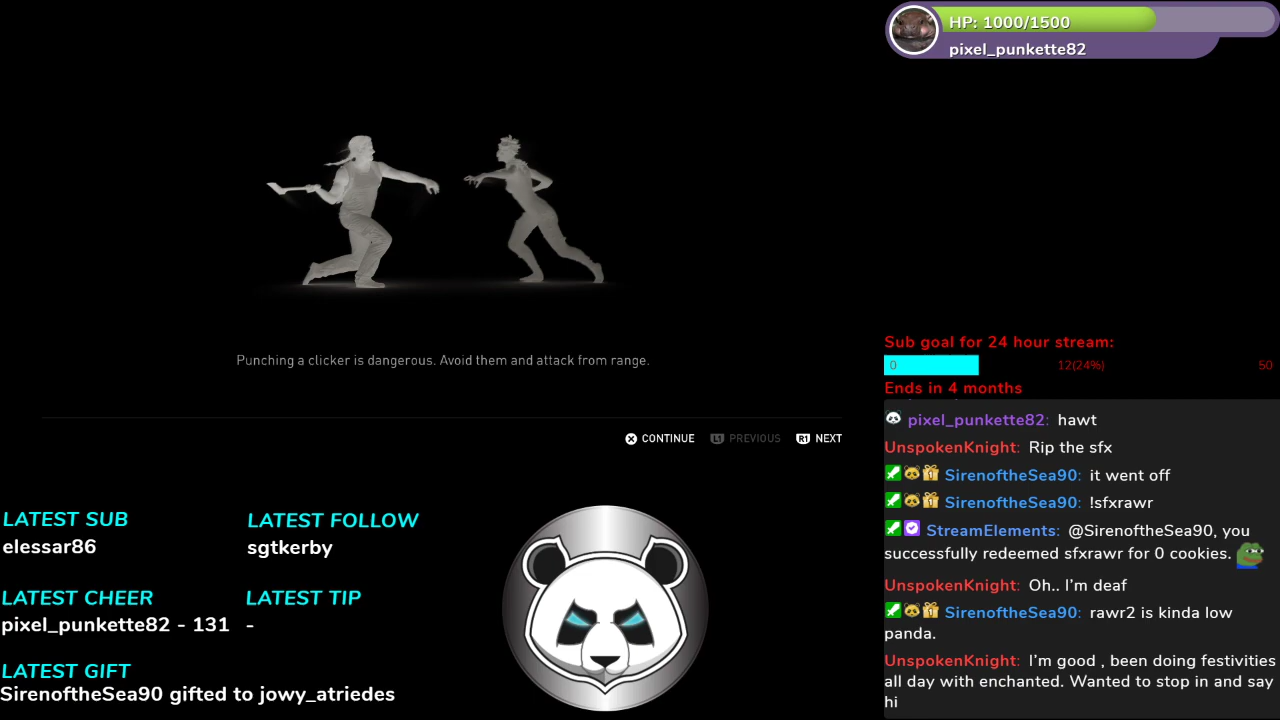 HP: 1000/1500
pixel_punkette82
Punching a clicker is dangerous. Avoid them and attack from range.
CONTINUE L1 PREVIOUS R1 NEXT
Sub goal for 24 hour stream:
0 12(24%) 50
Ends in 4 months
pixel_punkette82: hawt
UnspokenKnight: Rip the sfx
SirenoftheSea90: it went off
SirenoftheSea90: !sfxrawr
StreamElements: @SirenoftheSea90, you
successfully redeemed sfxrawr for 0 cookies.
UnspokenKnight: Oh.. I'm deaf
SirenoftheSea90: rawr2 is kinda low
panda.
UnspokenKnight: I'm good , been doing festivities
all day with enchanted. Wanted to stop in and say
hi
LATEST SUB
elessar86
LATEST FOLLOW
sgtkerby
LATEST CHEER
pixel_punkette82 - 131
LATEST TIP
-
LATEST GIFT
SirenoftheSea90 gifted to jowy_atriedes